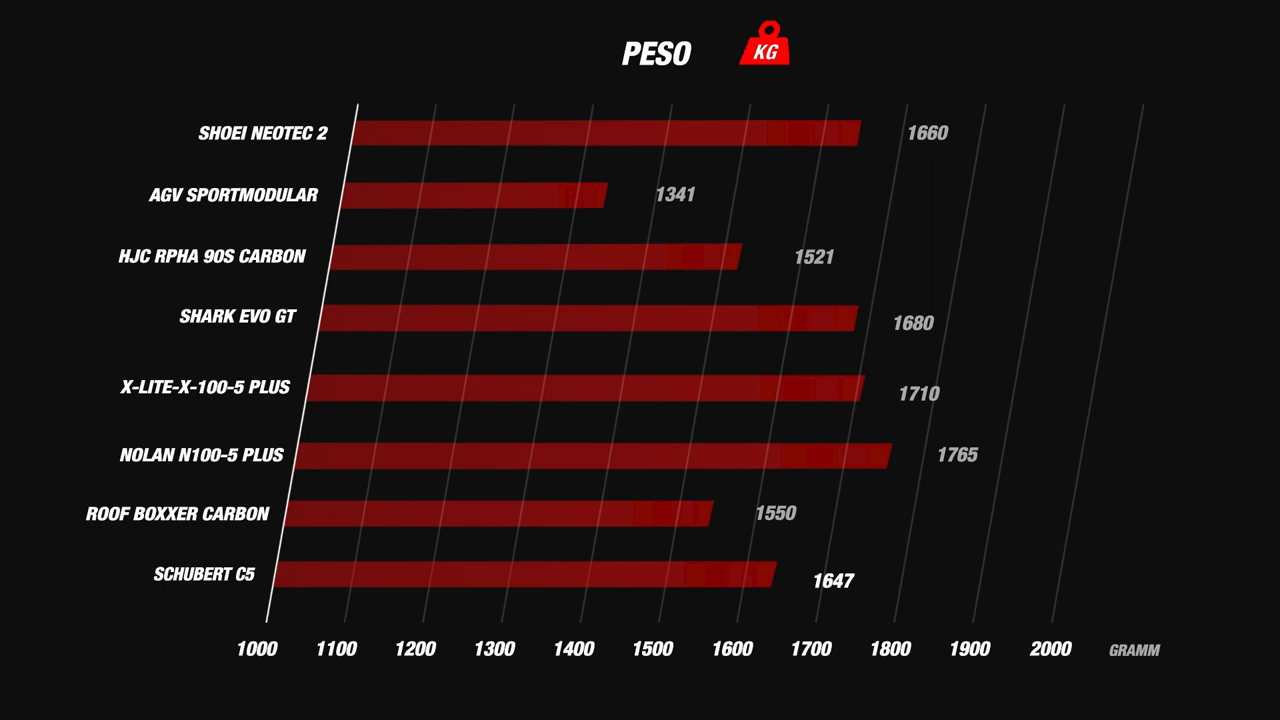 PESO KG
SHOEI NEOTEC 2 1660
AGV SPORTMODULAR 1341
HJC RPHA 90S CARBON 1521
SHARK EVO GT 1680
X-LITE-X-100-5 PLUS 1710
NOLAN N100-5 PLUS 1765
ROOF BOXXER CARBON 1550
SCHUBERT C5 1647
1000 1100 1200 1300 1400 1500 1600 1700 1800 1900 2000 GRAMM